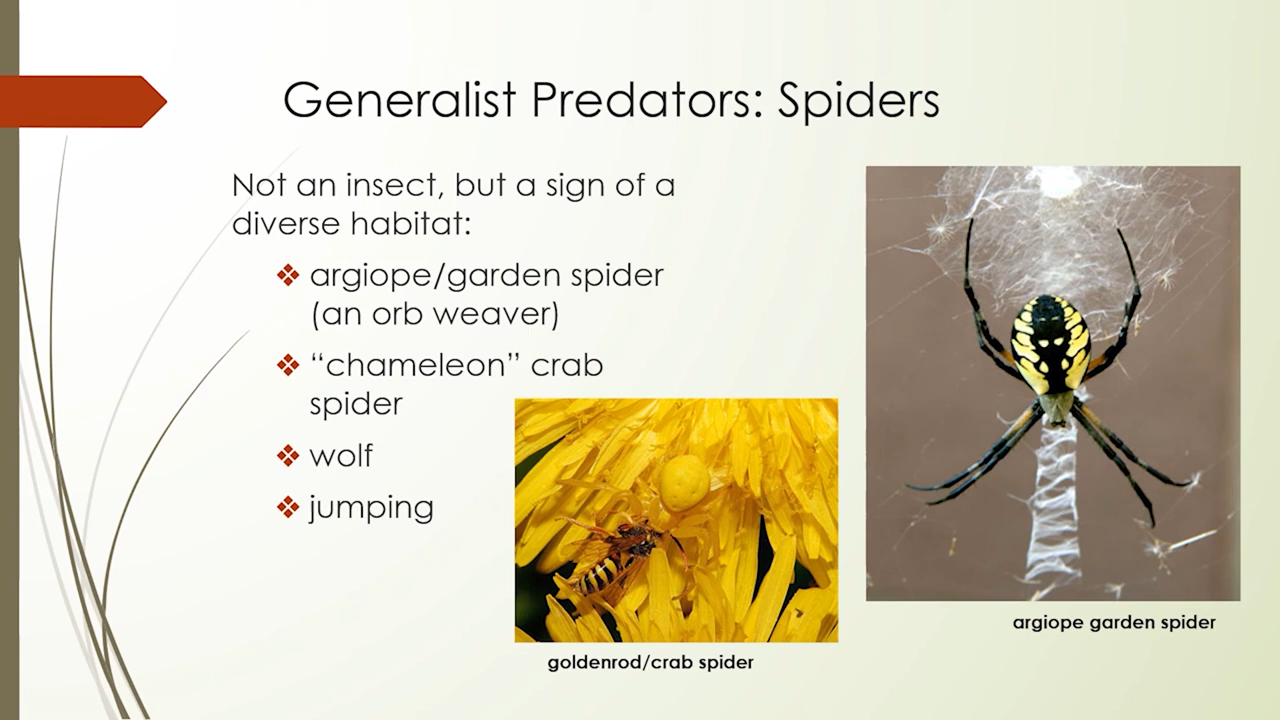 Generalist Predators: Spiders
Not an insect, but a sign of a
diverse habitat:
argiope/garden spider
(an orb weaver)
“chameleon” crab
spider
wolf
jumping
goldenrod/crab spider
argiope garden spider